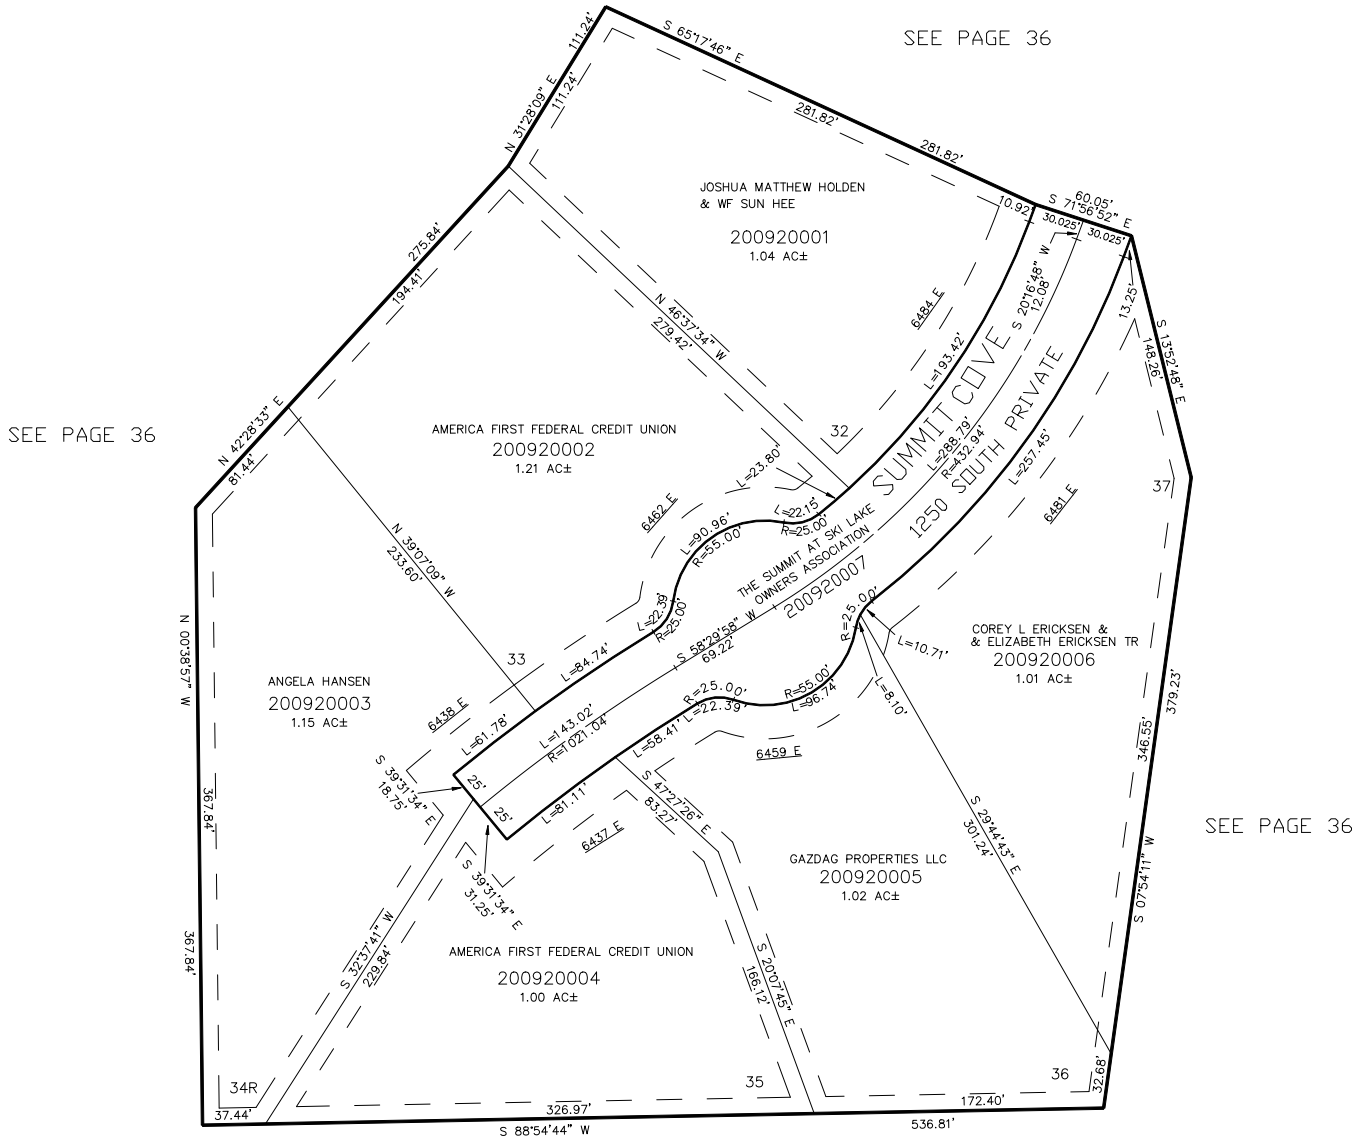 SEE PAGE 36
111.24'
N 31°28'09" E
111.24'
S 65°17'46" E
281.82'
281.82'
JOSHUA MATTHEW HOLDEN
& WF SUN HEE
200920001
1.04 AC±
10.92'
60.05'
S 71°56'52" E
30.025'
30.025'
S 20°16'48" W
12.08'
13.25'
S 13°52'48" E
148.26'
275.84'
194.41'
N 46°37'34" W
279.42'
6484 E
L=193.42'
SUMMIT COVE
1250 SOUTH PRIVATE
L=288.79'
R=432.94'
L=257.45'
SEE PAGE 36
N 42°28'33" E
81.44'
AMERICA FIRST FEDERAL CREDIT UNION
200920002
1.21 AC±
32
L=23.80'
37
6481 E
6462 E
L=22.15'
R=25.00'
L=90.96'
R=55.00'
N 39°07'09" W
233.60'
THE SUMMIT AT SKI LAKE
OWNERS ASSOCIATION
200920007
L=22.39'
R=25.00'
S 58°29'58" W
69.22'
R=25.00'
L=10.71'
L=8.10'
COREY L ERICKSEN &
& ELIZABETH ERICKSEN TR
200920006
1.01 AC±
N 00°38'57" W
33
L=84.74'
ANGELA HANSEN
200920003
1.15 AC±
6438 E
L=61.78'
L=143.02'
R=1021.04'
R=25.00'
L=22.39'
R=55.00'
L=96.74'
L=58.41'
6459 E
379.23'
346.55'
S 39°31'34" E
18.75'
25'
25'
L=81.11'
S 47°27'26" E
83.27'
6437 E
367.84'
S 29°44'43" E
301.24'
SEE PAGE 36
S 39°31'34" E
31.25'
GAZDAG PROPERTIES LLC
200920005
1.02 AC±
S 07°54'11" W
367.84'
S 32°37'41" W
229.84'
AMERICA FIRST FEDERAL CREDIT UNION
200920004
1.00 AC±
S 20°07'45" E
166.12'
34R
35
36
32.68'
37.44'
326.97'
172.40'
S 88°54'44" W
536.81'